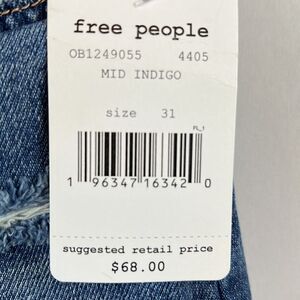 free people
OB1249055 4405
MID INDIGO
size 31
PL_1
1 96347 16342 0
suggested retail price
$68.00